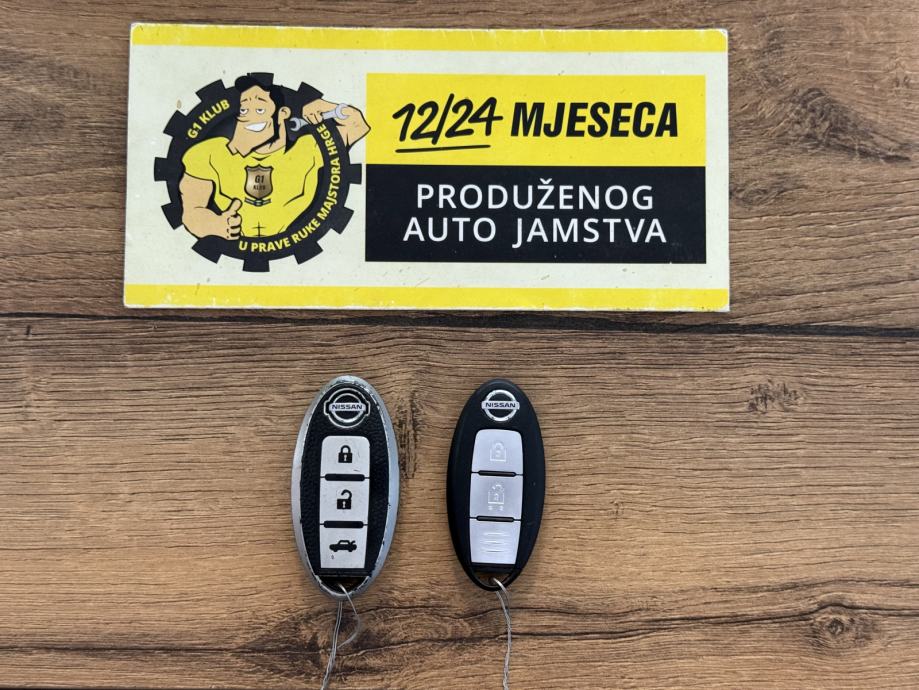 G1 KLUB
U PRAVE RUKE MAJSTORA HRGE
G1
KLUB
12/24 MJESECA
PRODUŽENOG
AUTO JAMSTVA
NISSAN
NISSAN